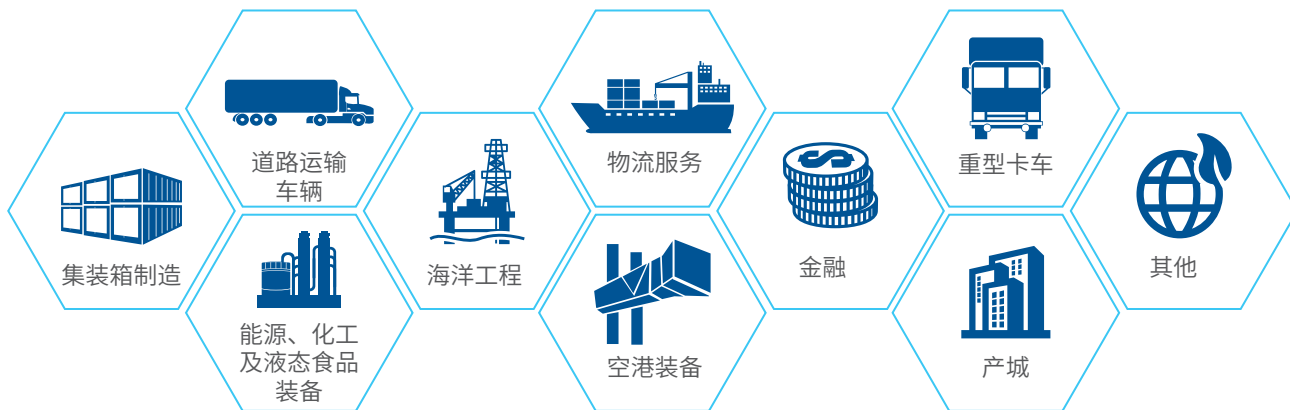 集装箱制造
道路运输
车辆
能源、化工
及液态食品
装备
海洋工程
物流服务
空港装备
金融
重型卡车
产城
其他